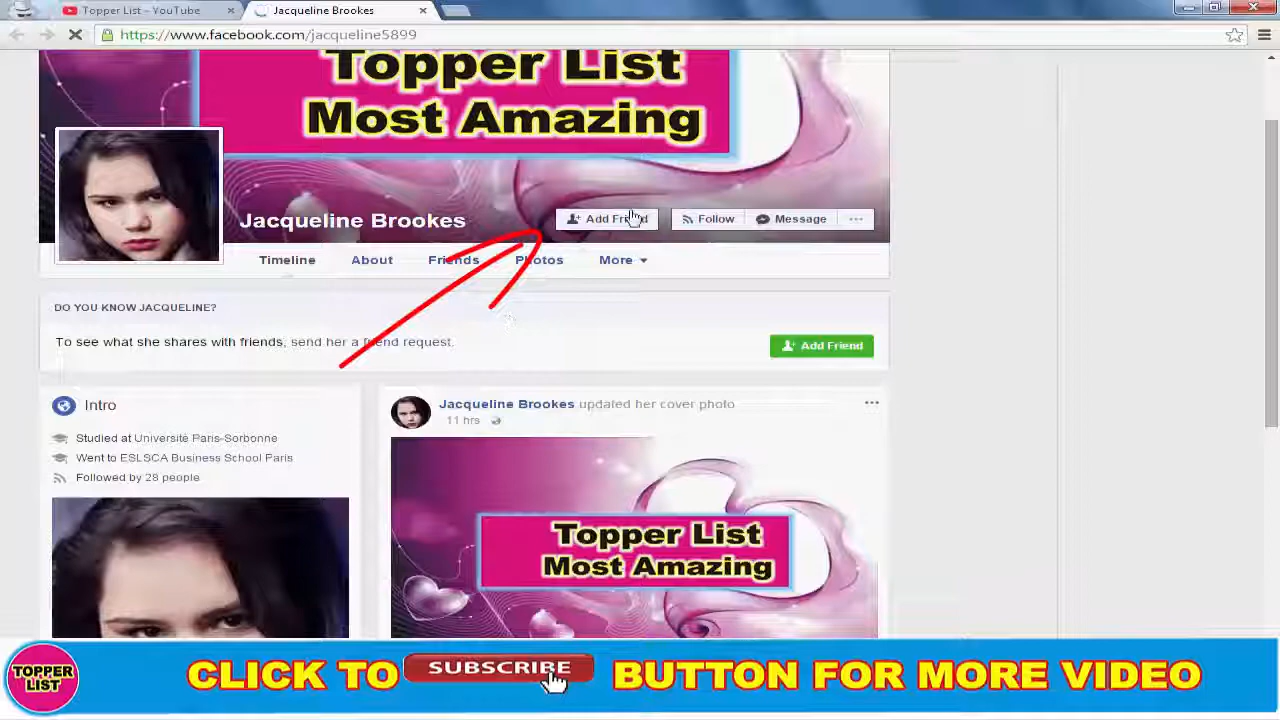 Topper List - YouTube
Jacqueline Brookes
https://www.facebook.com/jacqueline5899
Topper List
Most Amazing
Jacqueline Brookes
Add Friend
Follow
Message
Timeline
About
Friends
Photos
More
DO YOU KNOW JACQUELINE?
To see what she shares with friends, send her a friend request.
Add Friend
Intro
Studied at Université Paris-Sorbonne
Went to ESLSCA Business School Paris
Followed by 28 people
Jacqueline Brookes updated her cover photo
11 hrs
Topper List
Most Amazing
TOPPER
LIST
CLICK TO SUBSCRIBE BUTTON FOR MORE VIDEO